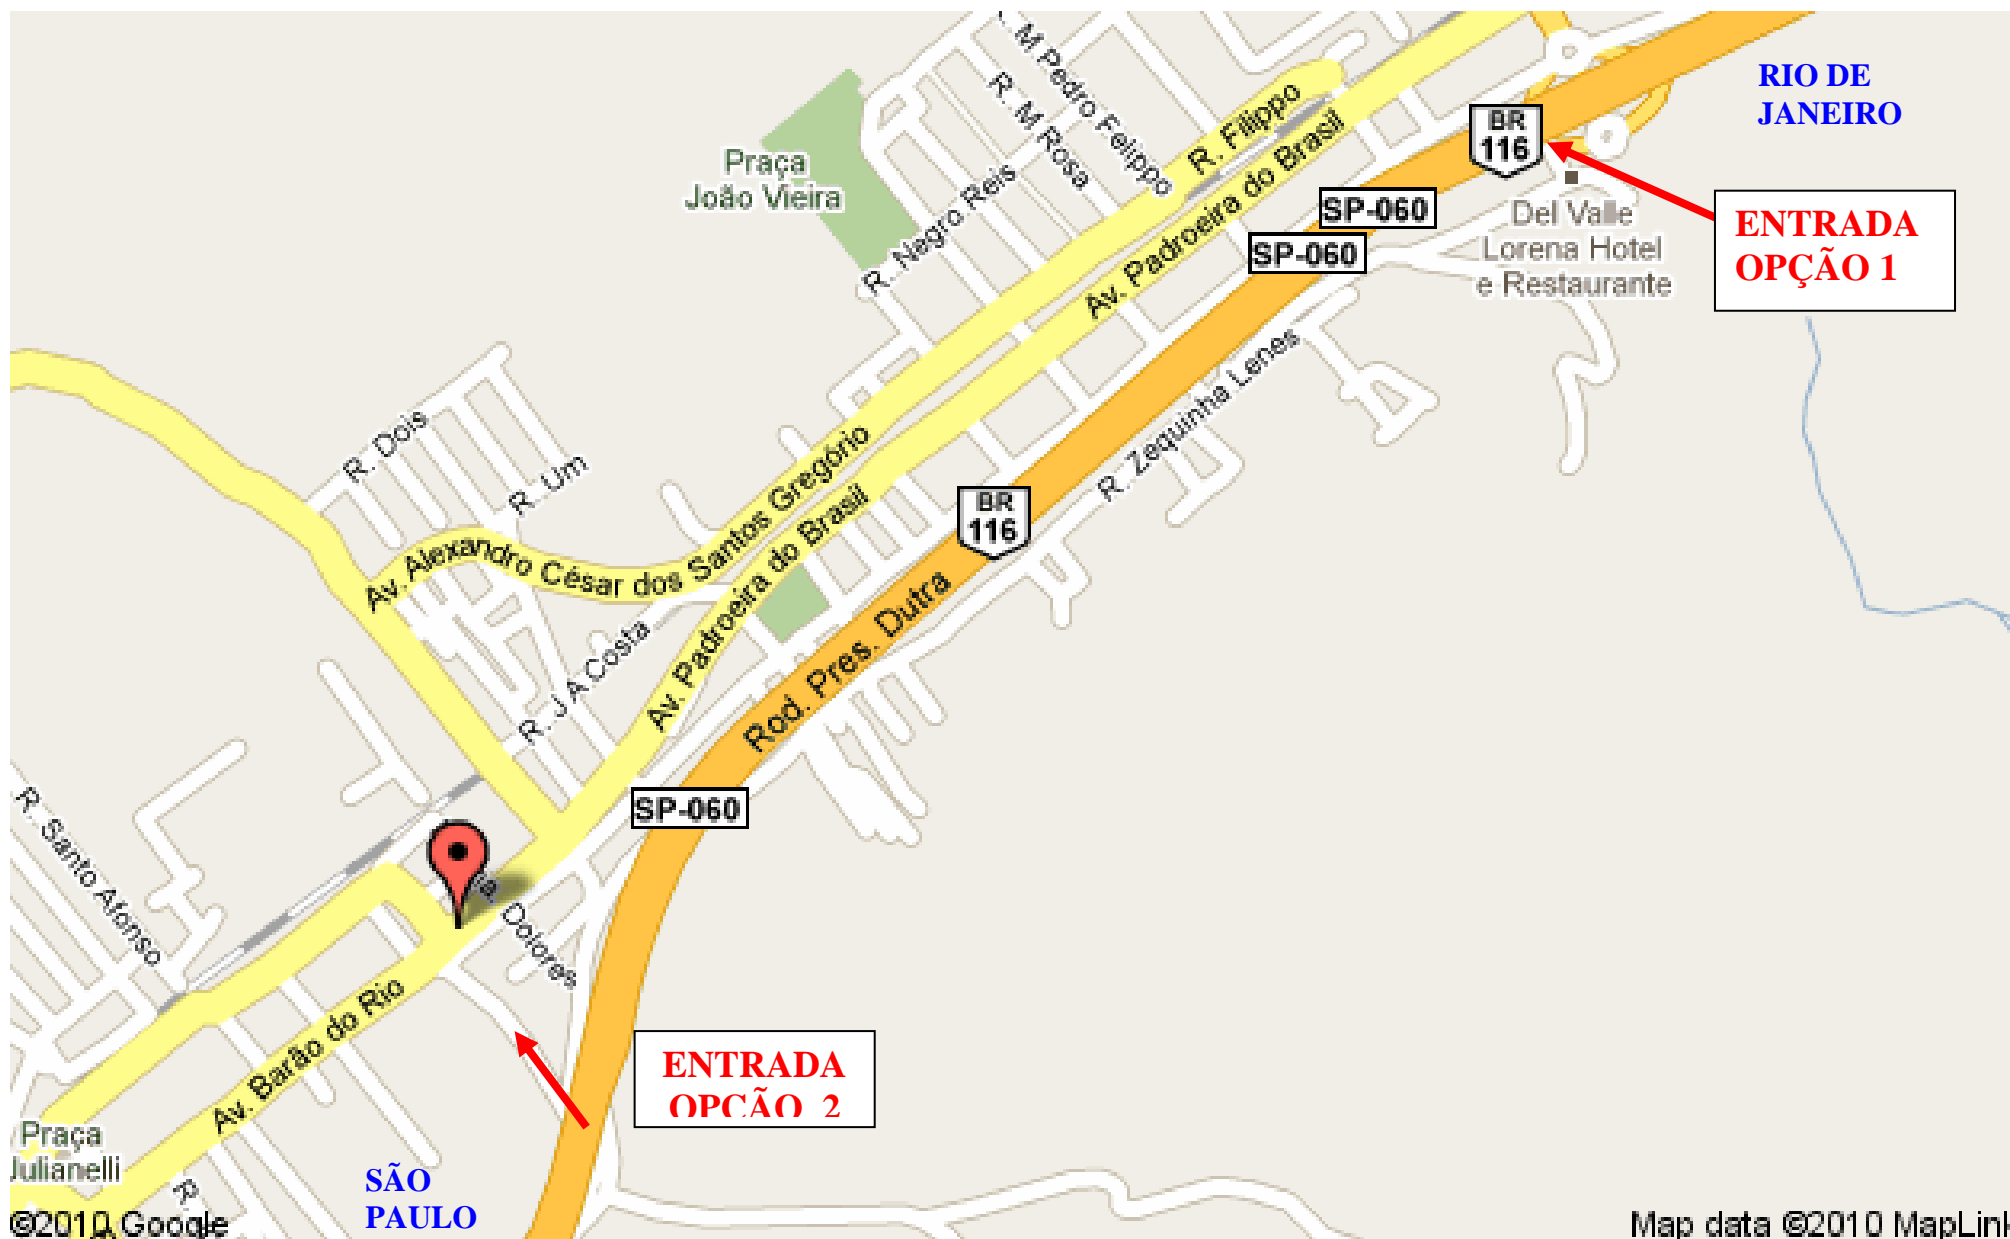 R. M Pedro Felippo
R. M Rosa
R. Filippo
RIO DE
JANEIRO
BR
116
Praça
João Vieira
R. Negro Reis
Av. Padroeira do Brasil
SP-060
SP-060
Del Valle
Lorena Hotel
e Restaurante
ENTRADA
OPÇÃO 1
R. Zequinha Lenes
R. Dois
R. Um
Av. Alexandro César dos Santos Gregório
Av. Padroeira do Brasil
BR
116
Rod. Pres. Dutra
R. J A Costa
SP-060
R. Santo Afonso
Dolores
Av. Barão do Rio
ENTRADA
OPÇÃO 2
Praça
Julianelli
R.
SÃO
PAULO
©2010 Google
Map data ©2010 MapLink